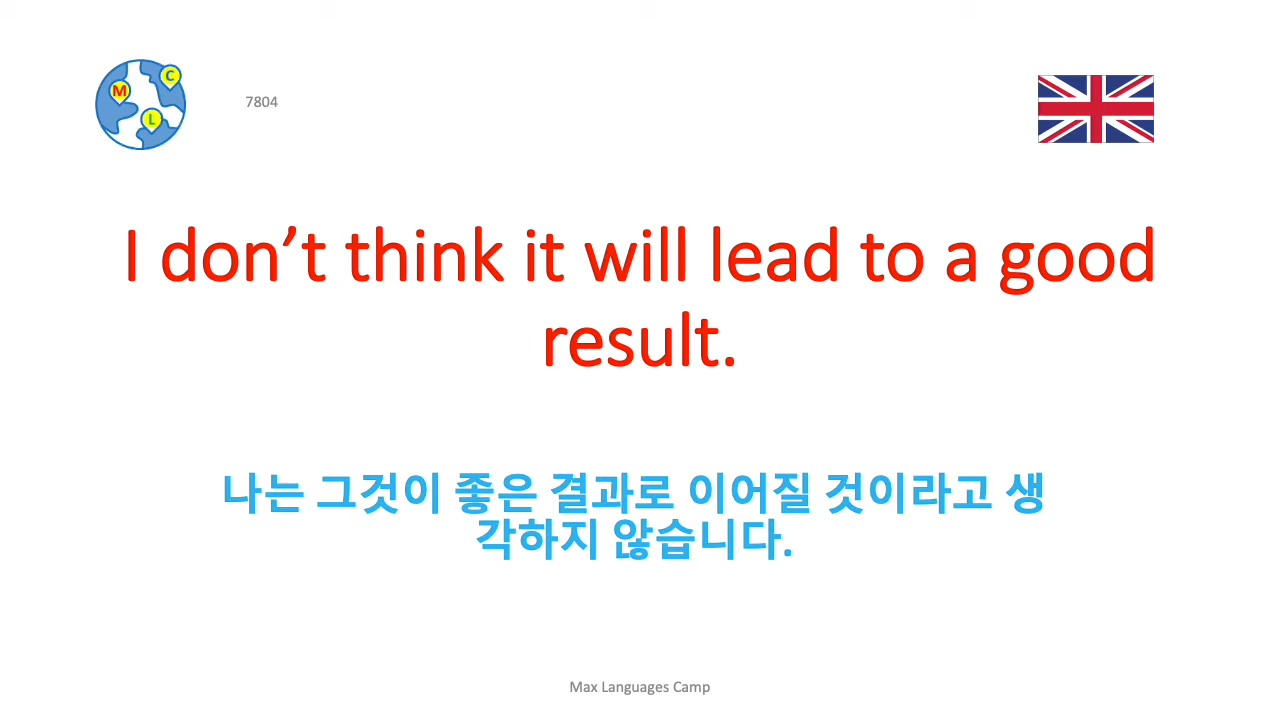 M
C
L
7804
I don’t think it will lead to a good
result.
나는 그것이 좋은 결과로 이어질 것이라고 생
각하지 않습니다.
Max Languages Camp